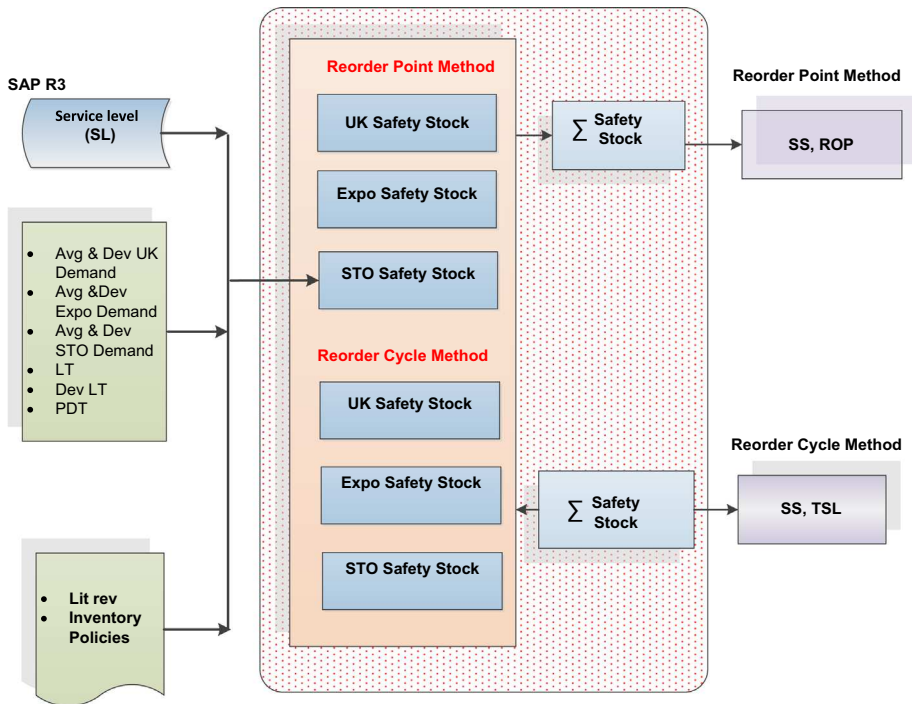 SAP R3
Service level
(SL)
• Avg & Dev UK
Demand
• Avg &Dev
Expo Demand
• Avg & Dev
STO Demand
• LT
• Dev LT
• PDT
• Lit rev
• Inventory
Policies
Reorder Point Method
UK Safety Stock
Expo Safety Stock
STO Safety Stock
Reorder Cycle Method
UK Safety Stock
Expo Safety Stock
STO Safety Stock
∑ Safety
Stock
∑ Safety
Stock
Reorder Point Method
SS, ROP
Reorder Cycle Method
SS, TSL